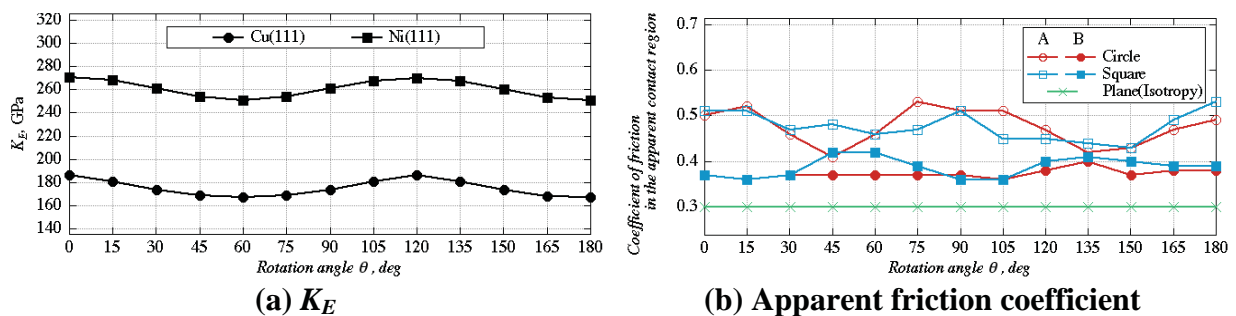 320
300
280
260
240
220
200
180
160
140
K_E, GPa
Cu(111) Ni(111)
0 15 30 45 60 75 90 105 120 135 150 165 180
Rotation angle θ, deg
(a) K_E
0.7
0.6
0.5
0.4
0.3
Coefficient of friction
in the apparent contact region
A B
Circle
Square
Plane(Isotropy)
0 15 30 45 60 75 90 105 120 135 150 165 180
Rotation angle θ, deg
(b) Apparent friction coefficient